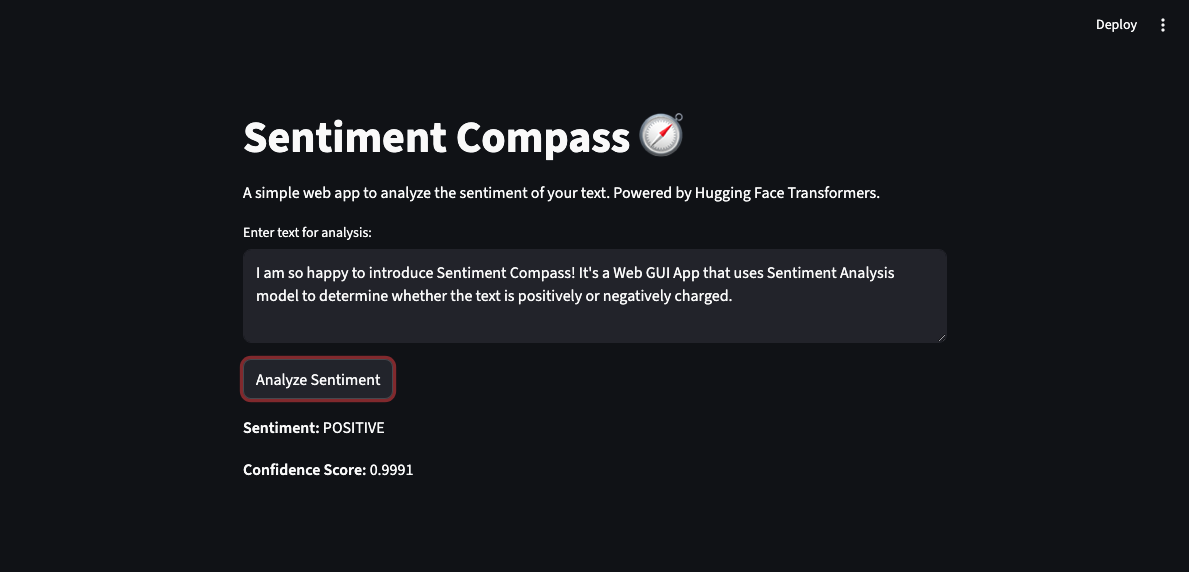 Deploy
Sentiment Compass
A simple web app to analyze the sentiment of your text. Powered by Hugging Face Transformers.
Enter text for analysis:
I am so happy to introduce Sentiment Compass! It's a Web GUI App that uses Sentiment Analysis
model to determine whether the text is positively or negatively charged.
Analyze Sentiment
Sentiment: POSITIVE
Confidence Score: 0.9991